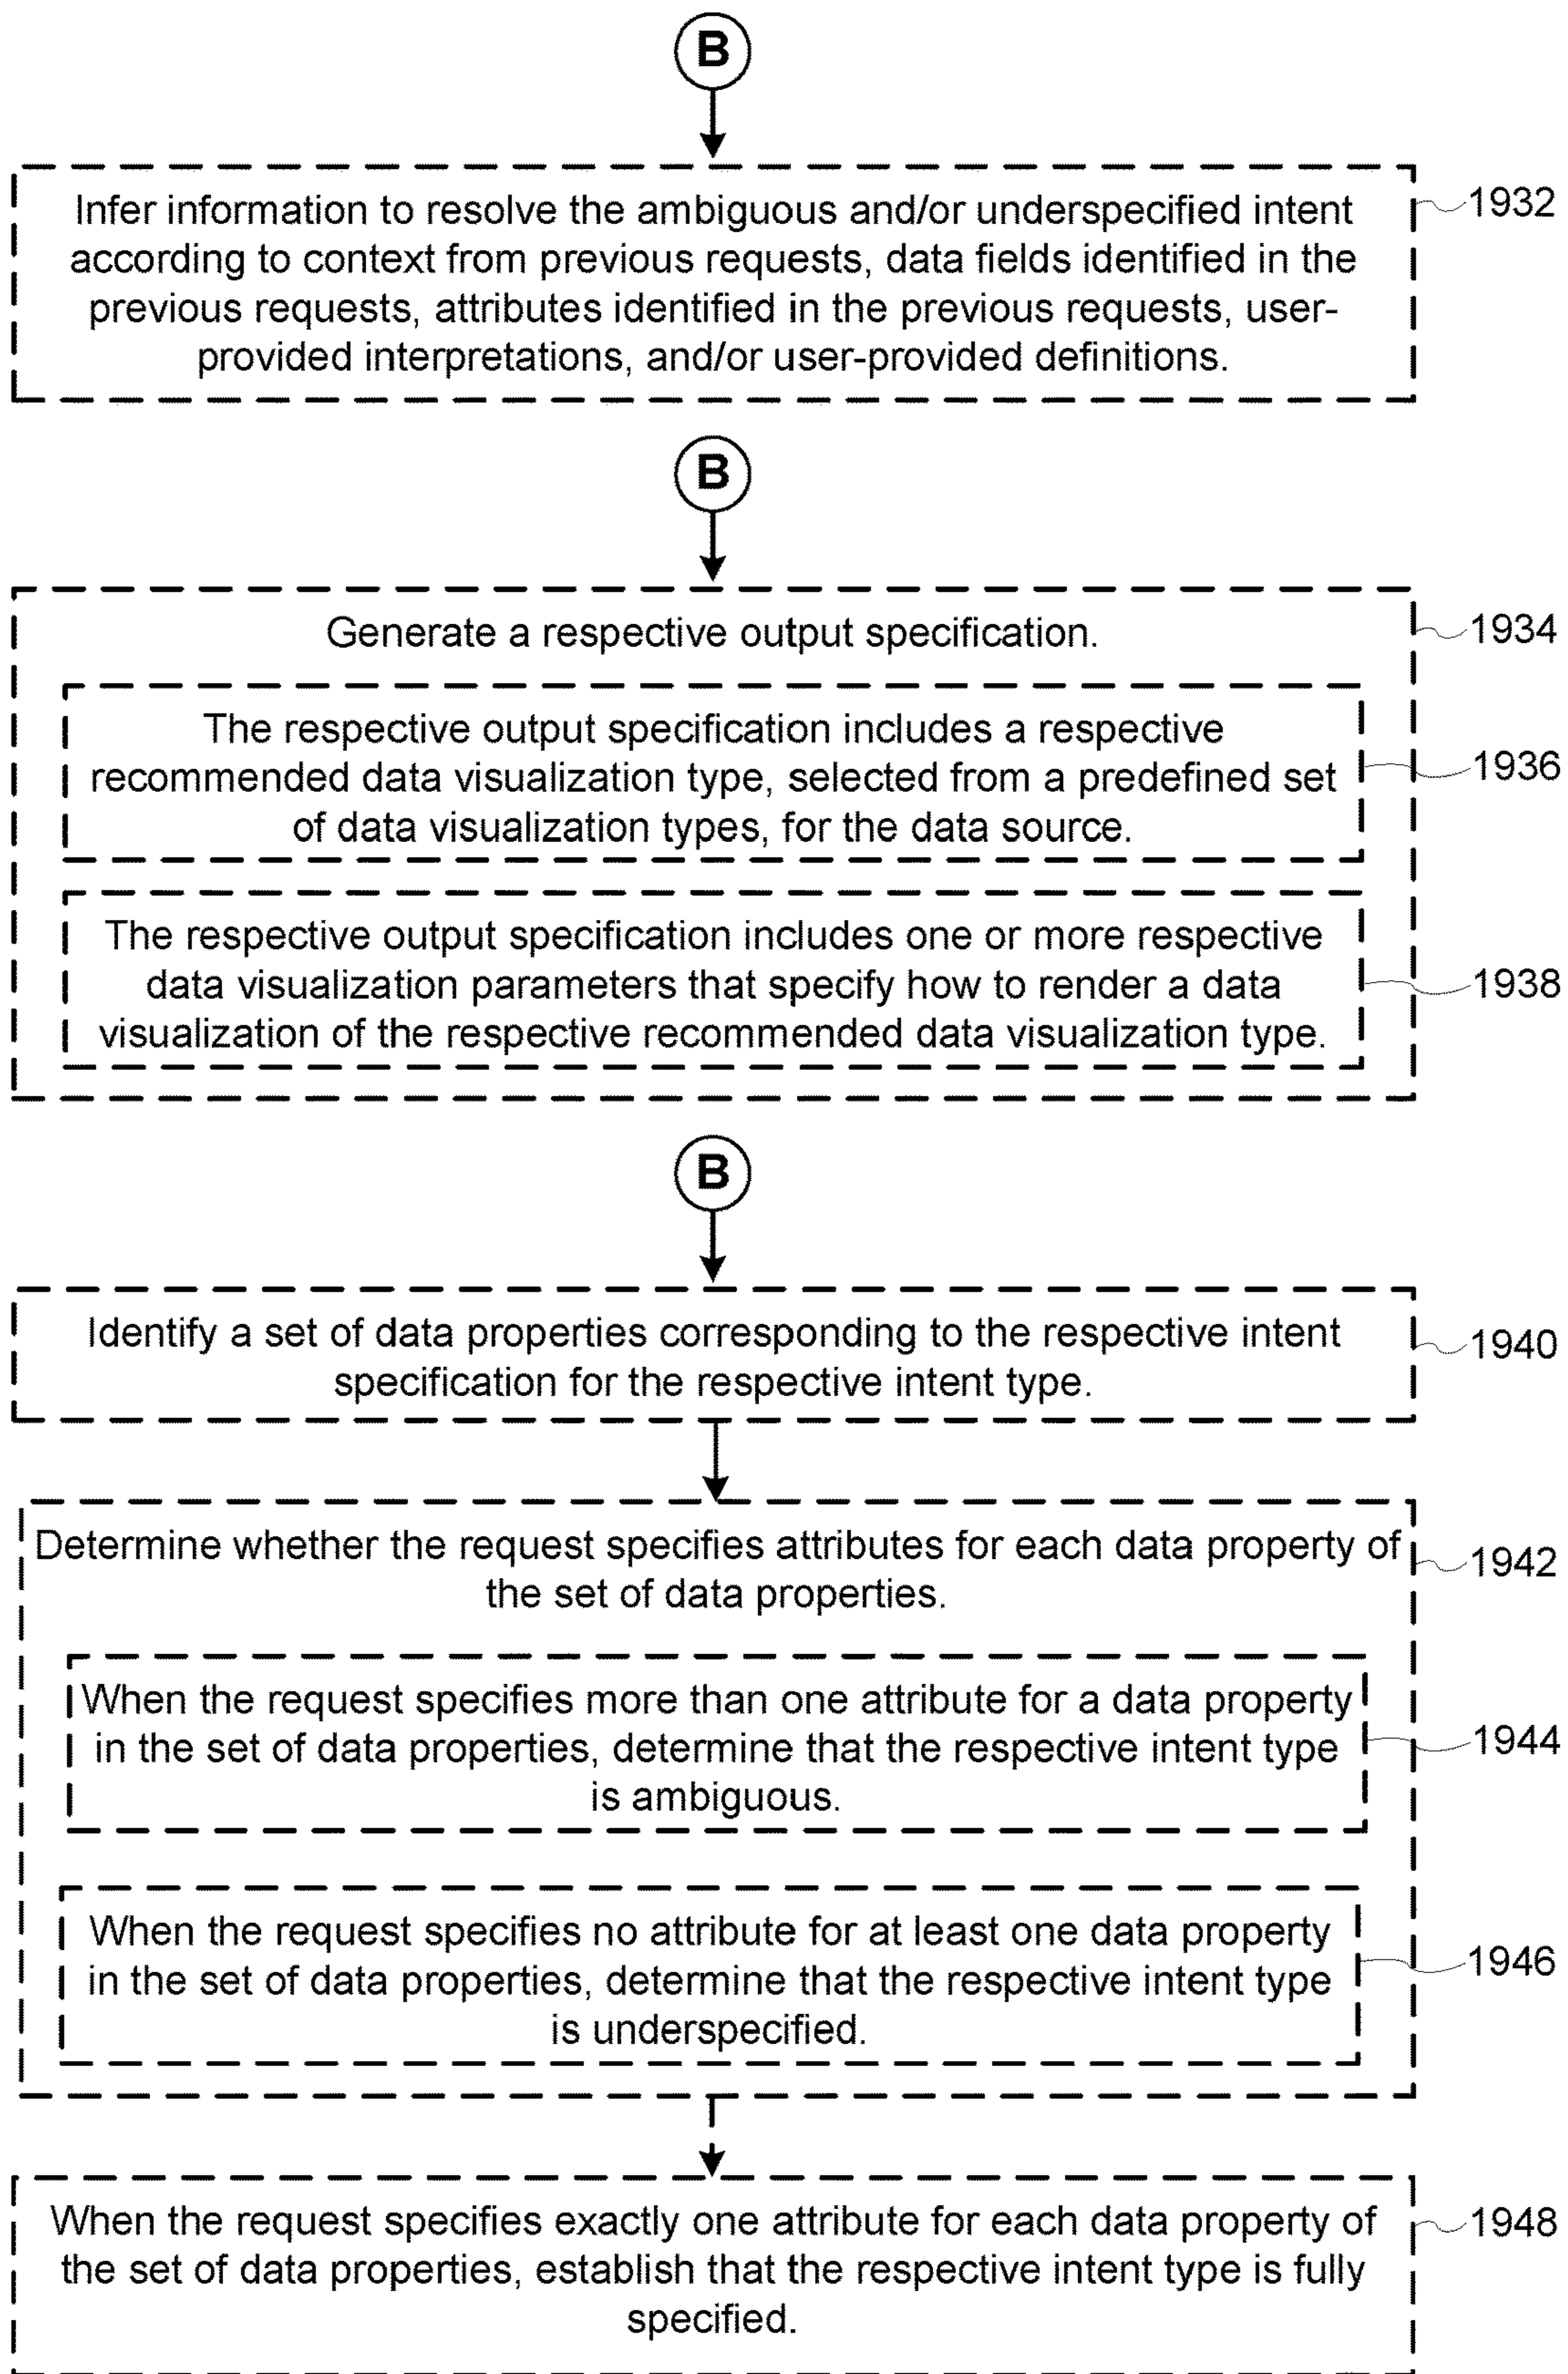 B
Infer information to resolve the ambiguous and/or underspecified intent
according to context from previous requests, data fields identified in the
previous requests, attributes identified in the previous requests, user-
provided interpretations, and/or user-provided definitions.
1932
B
Generate a respective output specification.
1934
The respective output specification includes a respective
recommended data visualization type, selected from a predefined set
of data visualization types, for the data source.
1936
The respective output specification includes one or more respective
data visualization parameters that specify how to render a data
visualization of the respective recommended data visualization type.
1938
B
Identify a set of data properties corresponding to the respective intent
specification for the respective intent type.
1940
Determine whether the request specifies attributes for each data property of
the set of data properties.
1942
When the request specifies more than one attribute for a data property
in the set of data properties, determine that the respective intent type
is ambiguous.
1944
When the request specifies no attribute for at least one data property
in the set of data properties, determine that the respective intent type
is underspecified.
1946
When the request specifies exactly one attribute for each data property of
the set of data properties, establish that the respective intent type is fully
specified.
1948